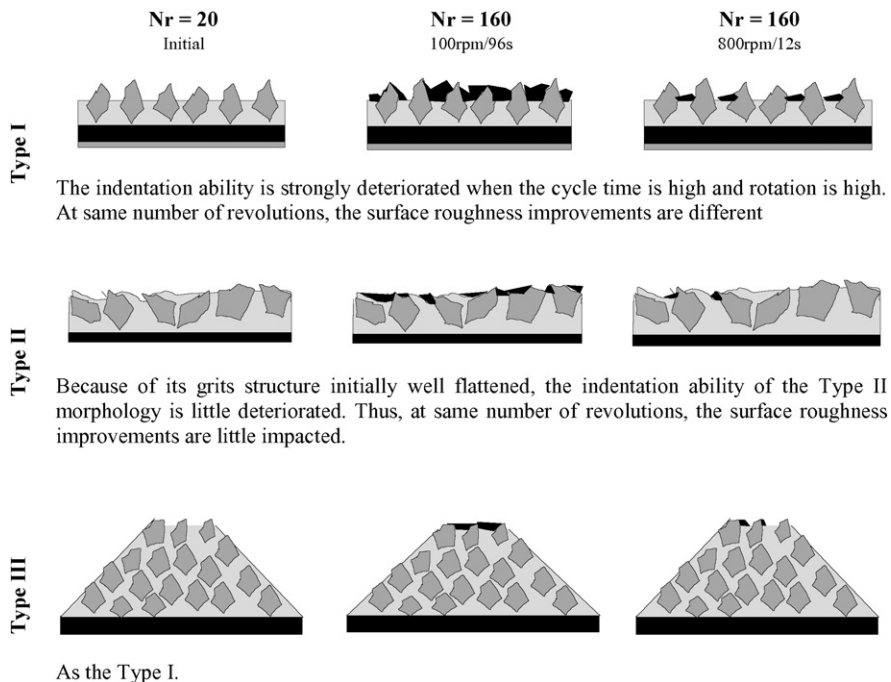 Nr = 20 Nr = 160 Nr = 160
Initial 100rpm/96s 800rpm/12s
Type I
The indentation ability is strongly deteriorated when the cycle time is high and rotation is high.
At same number of revolutions, the surface roughness improvements are different
Type II
Because of its grits structure initially well flattened, the indentation ability of the Type II
morphology is little deteriorated. Thus, at same number of revolutions, the surface roughness
improvements are little impacted.
Type III
As the Type I.